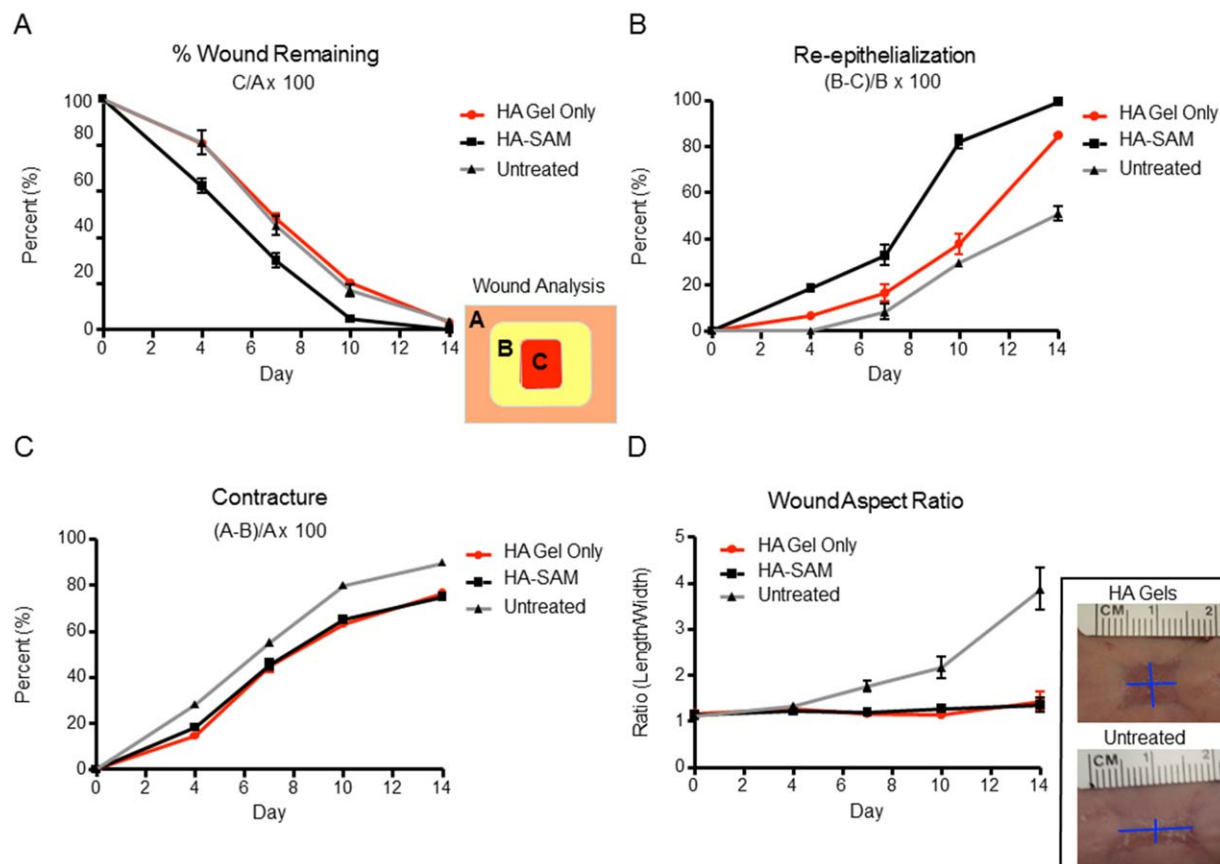 A
% Wound Remaining
C/A x 100
100
80
60
40
20
0
0 2 4 6 8 10 12 14
Percent (%)
Day
HA Gel Only
HA-SAM
Untreated
Wound Analysis
A
B
C
B
Re-epithelialization
(B-C)/B x 100
100
80
60
40
20
0
0 2 4 6 8 10 12 14
Percent (%)
Day
HA Gel Only
HA-SAM
Untreated
C
Contracture
(A-B)/A x 100
100
80
60
40
20
0
0 2 4 6 8 10 12 14
Percent (%)
Day
HA Gel Only
HA-SAM
Untreated
D
Wound Aspect Ratio
5
4
3
2
1
0
0 2 4 6 8 10 12 14
Ratio (Length/Width)
Day
HA Gel Only
HA-SAM
Untreated
HA Gels
CM 1 2
Untreated
CM 1 2